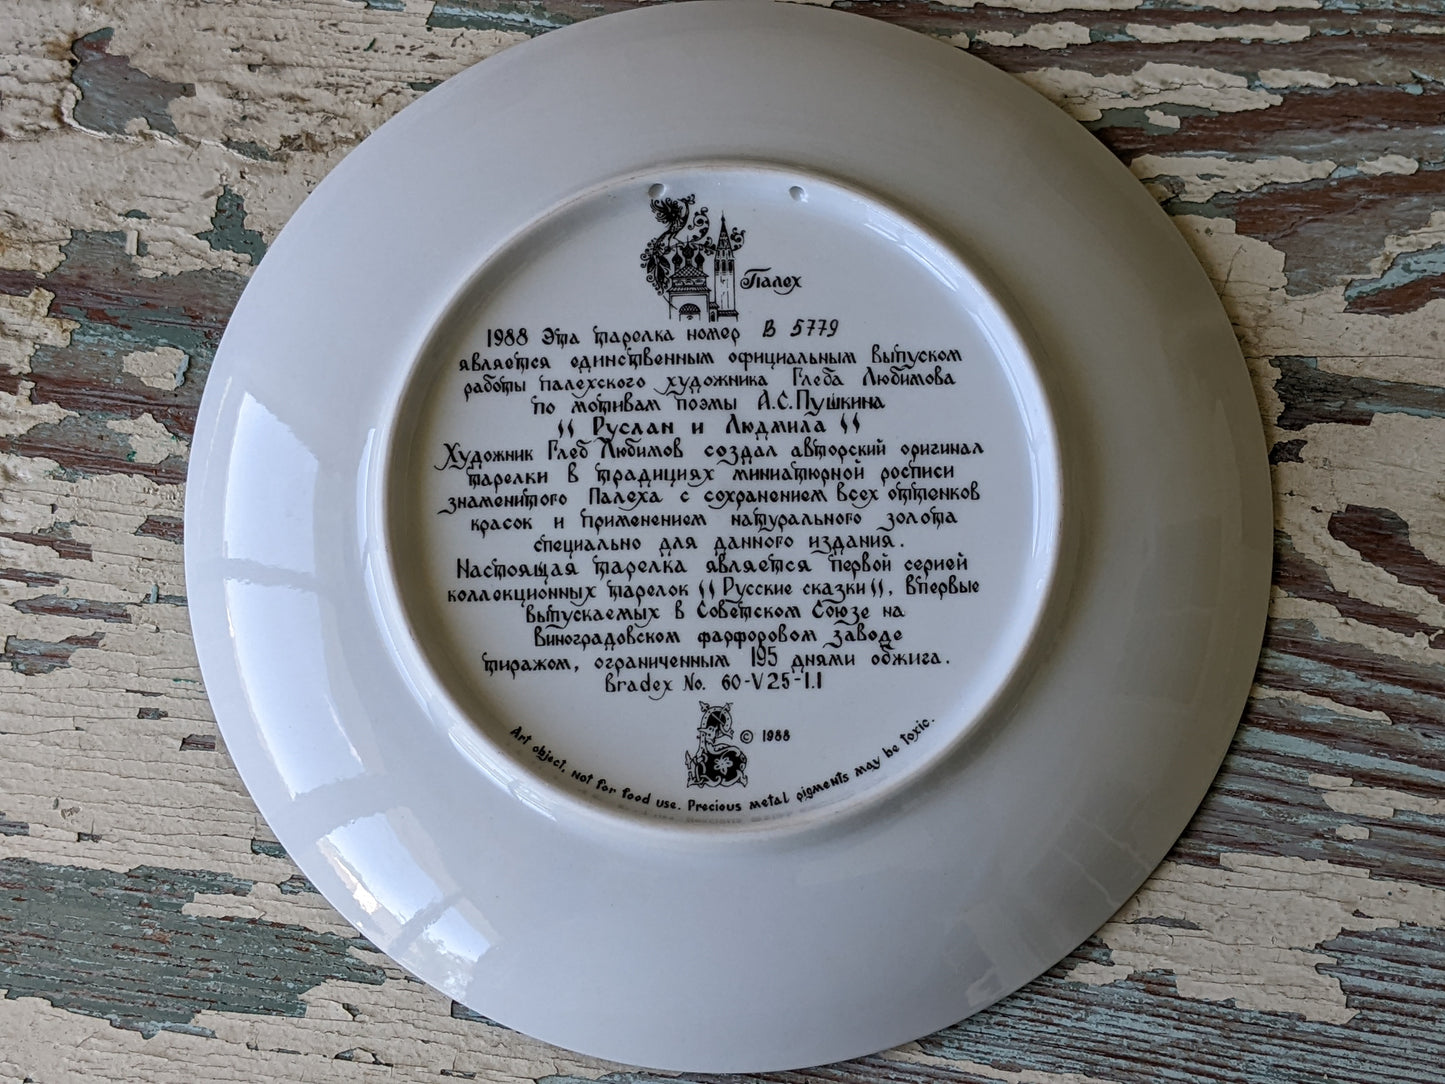 Палех
1988 Эта тарелка номер В 5779
является единственным официальным выпуском
работы палехского художника Глеба Любимова
по мотивам поэмы А.С.Пушкина
"Руслан и Людмила"
Художник Глеб Любимов создал авторский оригинал
тарелки в традициях миниатюрной росписи
знаменитого Палеха с сохранением всех оттенков
красок и применением натурального золота
специально для данного издания.
Настоящая тарелка является первой серией
коллекционных тарелок "Русские сказки", впервые
выпускаемых в Советском Союзе на
Виноградовском фарфоровом заводе
тиражом, ограниченным 195 днями обжига.
Bradex No. 60-V25-1.1
© 1988
Art object. Not for food use. Precious metal pigments may be toxic.